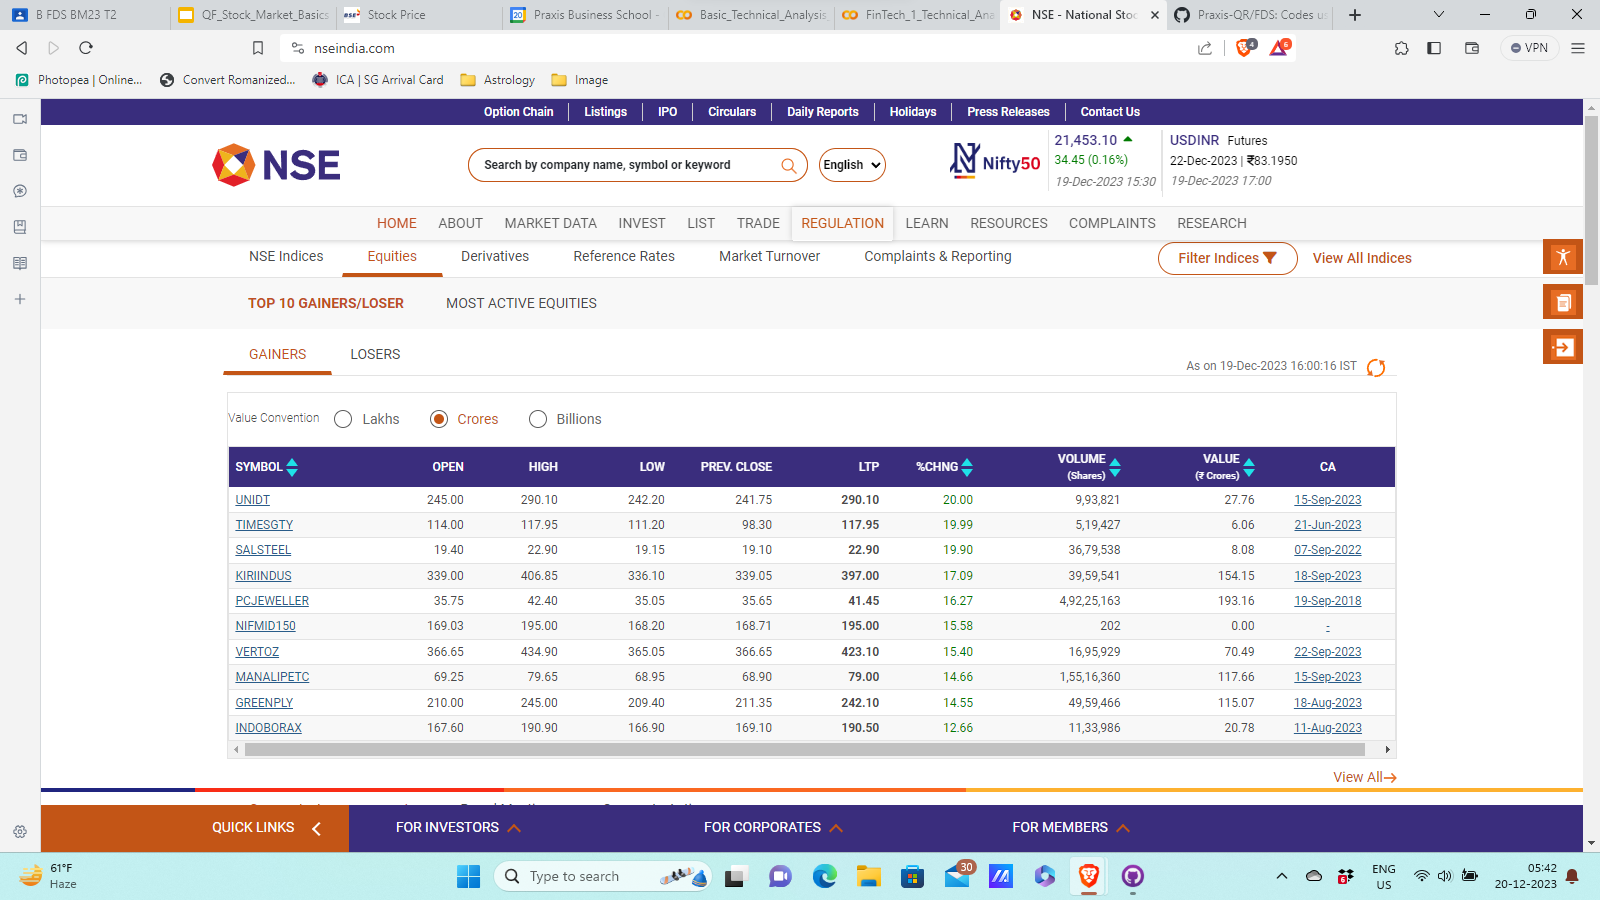 B FDS BM23 T2
QF_Stock_Market_Basics
BSE Stock Price
20 Praxis Business School -
Basic_Technical_Analysis_
FinTech_1_Technical_Ana
NSE - National Stoc
Praxis-QR/FDS: Codes u
nseindia.com
4
6
VPN
Photopea | Online...
Convert Romanized...
ICA | SG Arrival Card
Astrology
Image
Option Chain Listings IPO Circulars Daily Reports Holidays Press Releases Contact Us
NSE
Search by company name, symbol or keyword
English
Nifty50
21,453.10
34.45 (0.16%)
19-Dec-2023 15:30
USDINR Futures
22-Dec-2023 | ₹83.1950
19-Dec-2023 17:00
HOME ABOUT MARKET DATA INVEST LIST TRADE REGULATION LEARN RESOURCES COMPLAINTS RESEARCH
NSE Indices Equities Derivatives Reference Rates Market Turnover Complaints & Reporting
Filter Indices View All Indices
TOP 10 GAINERS/LOSER MOST ACTIVE EQUITIES
GAINERS LOSERS
As on 19-Dec-2023 16:00:16 IST
Value Convention Lakhs Crores Billions
SYMBOL OPEN HIGH LOW PREV. CLOSE LTP %CHNG VOLUME (Shares) VALUE (₹ Crores) CA
UNIDT 245.00 290.10 242.20 241.75 290.10 20.00 9,93,821 27.76 15-Sep-2023
TIMESGTY 114.00 117.95 111.20 98.30 117.95 19.99 5,19,427 6.06 21-Jun-2023
SALSTEEL 19.40 22.90 19.15 19.10 22.90 19.90 36,79,538 8.08 07-Sep-2022
KIRIINDUS 339.00 406.85 336.10 339.05 397.00 17.09 39,59,541 154.15 18-Sep-2023
PCJEWELLER 35.75 42.40 35.05 35.65 41.45 16.27 4,92,25,163 193.16 19-Sep-2018
NIFMID150 169.03 195.00 168.20 168.71 195.00 15.58 202 0.00 -
VERTOZ 366.65 434.90 365.05 366.65 423.10 15.40 16,95,929 70.49 22-Sep-2023
MANALIPETC 69.25 79.65 68.95 68.90 79.00 14.66 1,55,16,360 117.66 15-Sep-2023
GREENPLY 210.00 245.00 209.40 211.35 242.10 14.55 49,59,466 115.07 18-Aug-2023
INDOBORAX 167.60 190.90 166.90 169.10 190.50 12.66 11,33,986 20.78 11-Aug-2023
View All
QUICK LINKS FOR INVESTORS FOR CORPORATES FOR MEMBERS
61°F
Haze
Type to search
30
6
ENG
US
05:42
20-12-2023